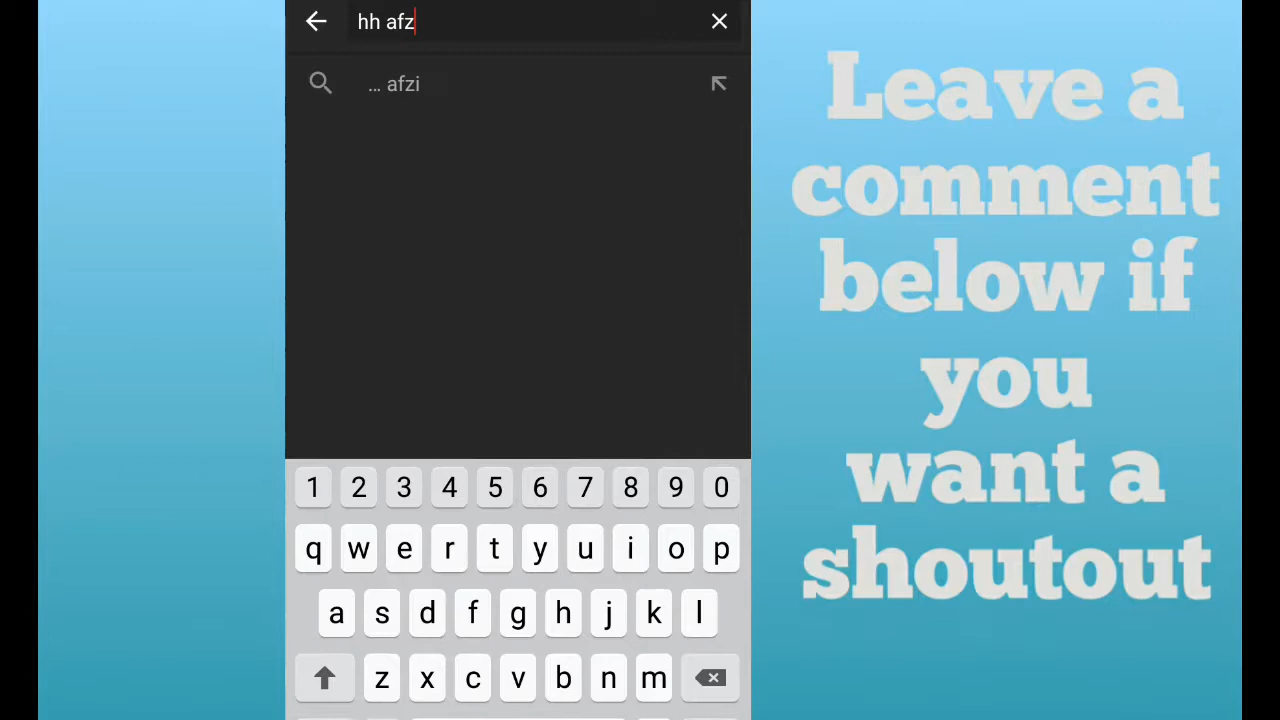 hh afz
... afzi
1 2 3 4 5 6 7 8 9 0
q w e r t y u i o p
a s d f g h j k l
z x c v b n m
Leave a
comment
below if
you
want a
shoutout